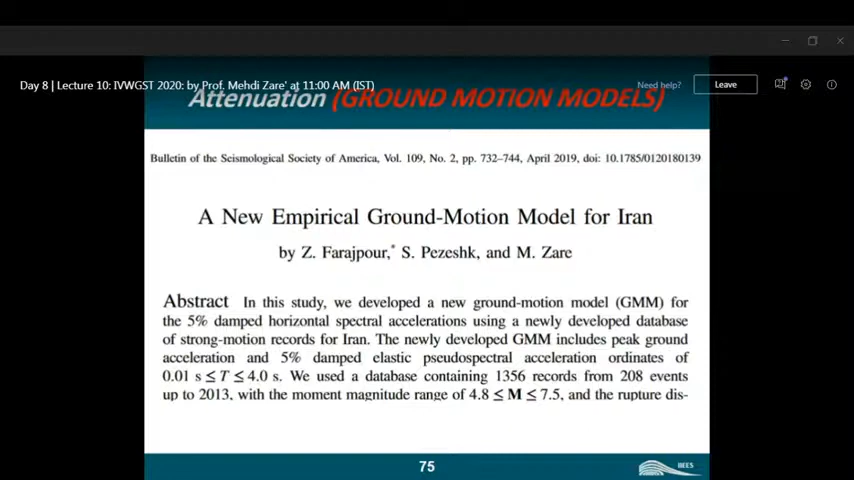 Day 8 | Lecture 10: IVWGST 2020: by Prof. Mehdi Zare' at 11:00 AM (IST)
Need help?
Leave
Attenuation (GROUND MOTION MODELS)
Bulletin of the Seismological Society of America, Vol. 109, No. 2, pp. 732–744, April 2019, doi: 10.1785/0120180139
A New Empirical Ground-Motion Model for Iran
by Z. Farajpour,* S. Pezeshk, and M. Zare
Abstract In this study, we developed a new ground-motion model (GMM) for
the 5% damped horizontal spectral accelerations using a newly developed database
of strong-motion records for Iran. The newly developed GMM includes peak ground
acceleration and 5% damped elastic pseudospectral acceleration ordinates of
0.01 s ≤ T ≤ 4.0 s. We used a database containing 1356 records from 208 events
up to 2013, with the moment magnitude range of 4.8 ≤ M ≤ 7.5, and the rupture dis-
75
IIEES